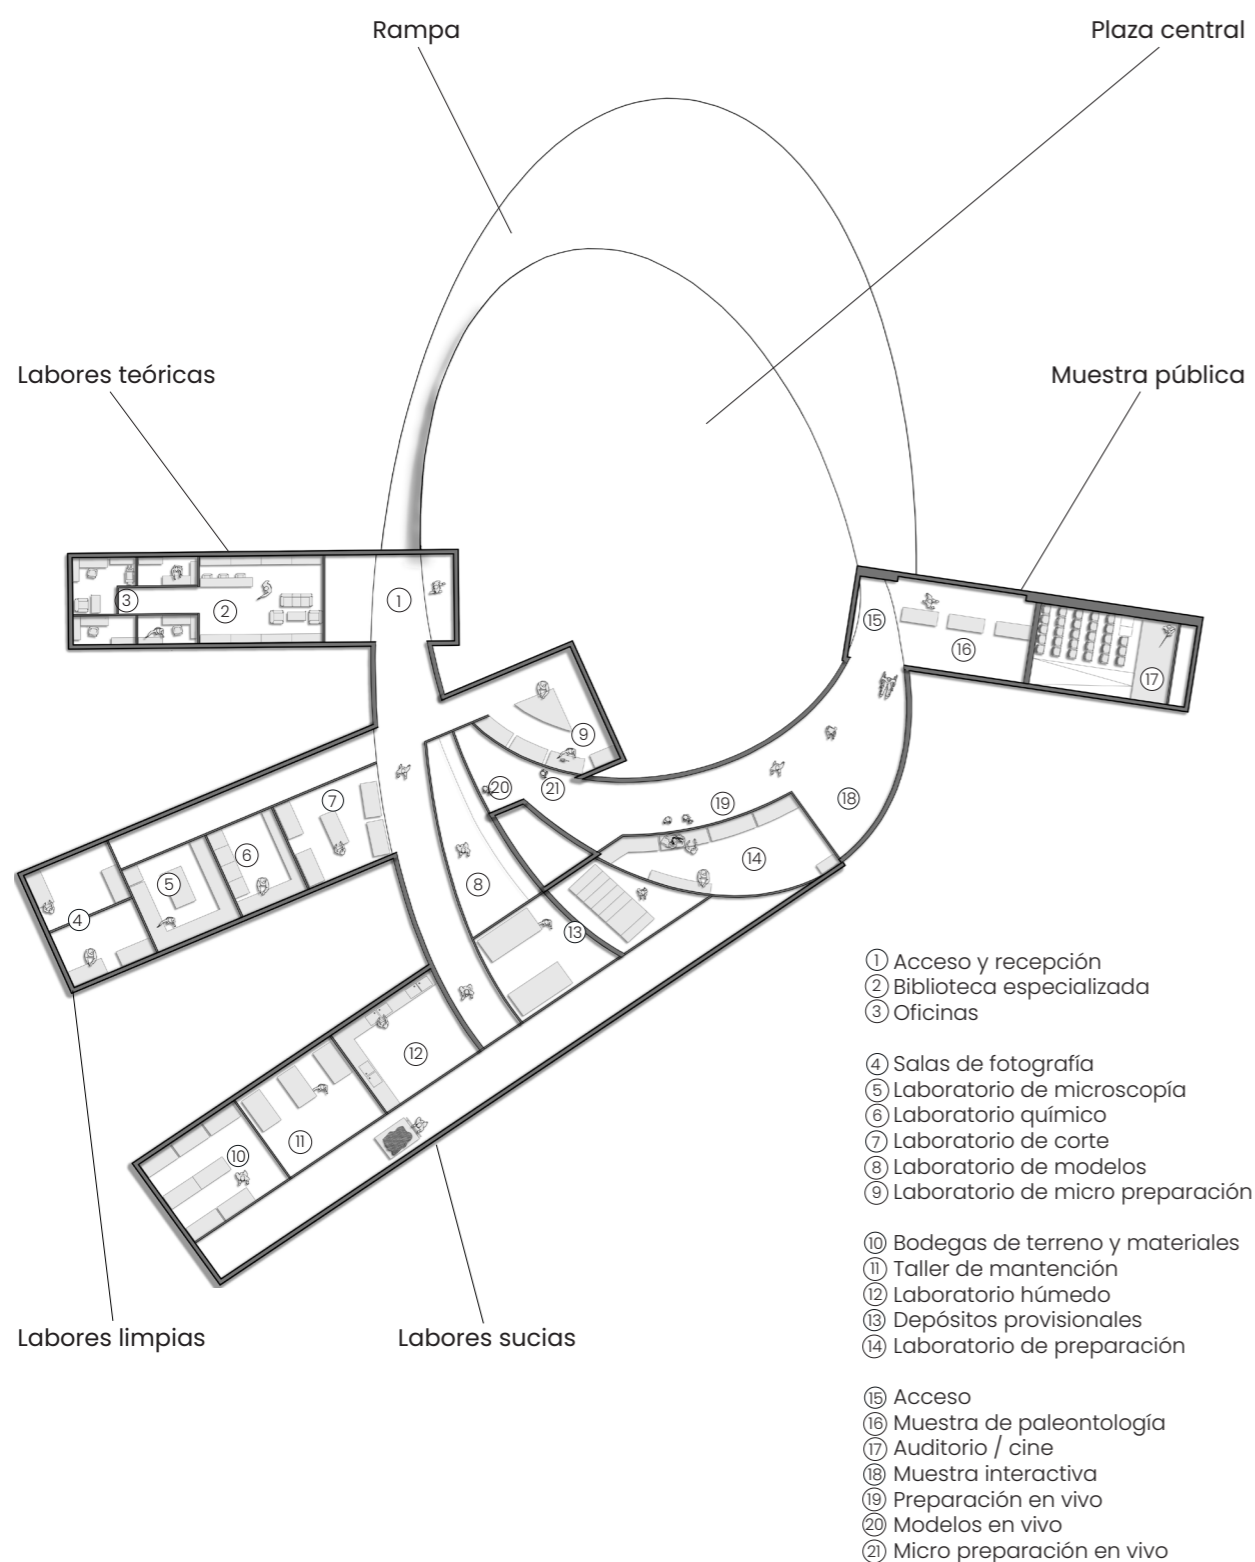 Rampa
Plaza central
Labores teóricas
Muestra pública
1
2
3
15
16
17
9
20
21
7
19
18
6
5
8
14
4
13
12
11
10
Labores limpias
Labores sucias
1 Acceso y recepción
2 Biblioteca especializada
3 Oficinas
4 Salas de fotografía
5 Laboratorio de microscopía
6 Laboratorio químico
7 Laboratorio de corte
8 Laboratorio de modelos
9 Laboratorio de micro preparación
10 Bodegas de terreno y materiales
11 Taller de mantención
12 Laboratorio húmedo
13 Depósitos provisionales
14 Laboratorio de preparación
15 Acceso
16 Muestra de paleontología
17 Auditorio / cine
18 Muestra interactiva
19 Preparación en vivo
20 Modelos en vivo
21 Micro preparación en vivo